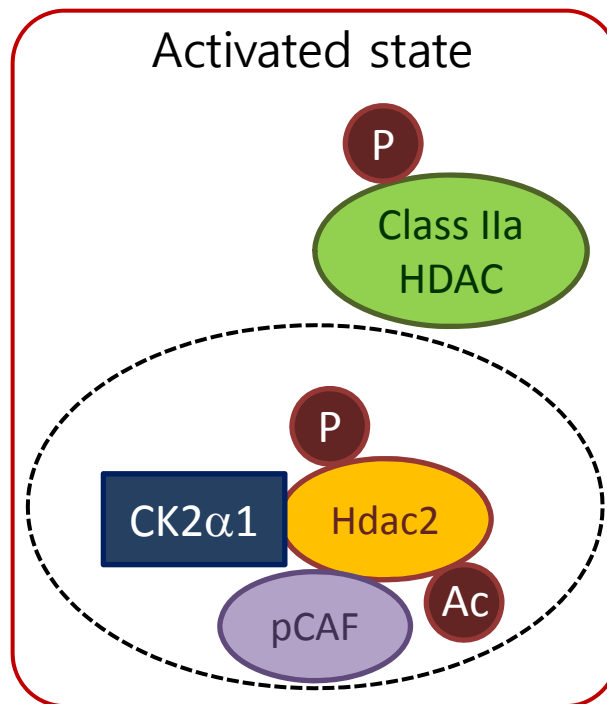 Activated state
P
Class IIa
HDAC
P
CK2α1
Hdac2
Ac
pCAF